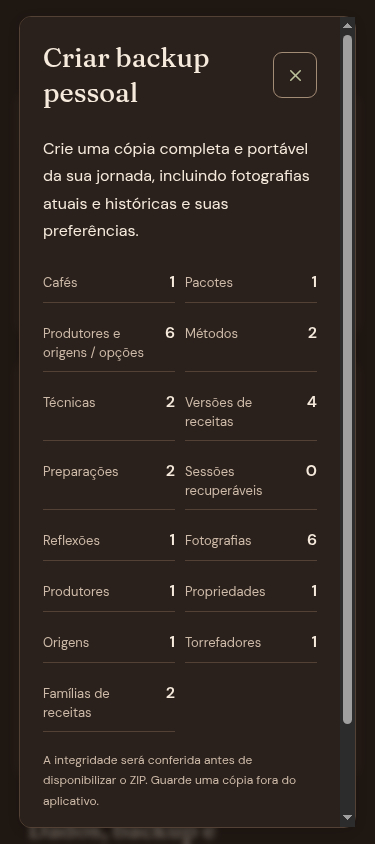 Criar backup
pessoal
Crie uma cópia completa e portável
da sua jornada, incluindo fotografias
atuais e históricas e suas
preferências.
Cafés 1 Pacotes 1
Produtores e 6 Métodos 2
origens / opções
Técnicas 2 Versões de 4
receitas
Preparações 2 Sessões 0
recuperáveis
Reflexões 1 Fotografias 6
Produtores 1 Propriedades 1
Origens 1 Torrefadores 1
Famílias de 2
receitas
A integridade será conferida antes de
disponibilizar o ZIP. Guarde uma cópia fora do
aplicativo.
Dados, backup e